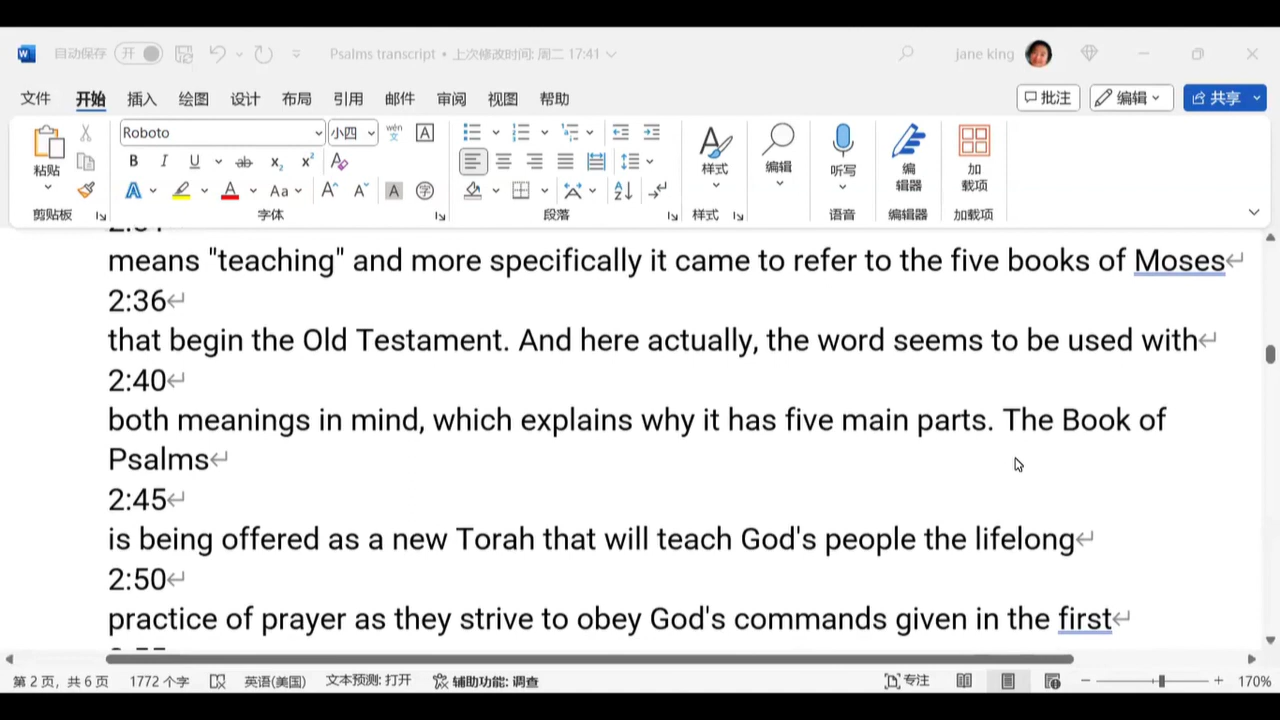 自动保存 开 Psalms transcript • 上次修改时间: 周二 17:41 jane king
文件 开始 插入 绘图 设计 布局 引用 邮件 审阅 视图 帮助 批注 编辑 共享
Roboto 小四 wén 文 A
粘贴 B I U ab x₂ x² A 样式 编辑 听写 编辑器 加载项
A A Aa A A A 字 A Z
剪贴板 字体 段落 样式 语音 编辑器 加载项
means "teaching" and more specifically it came to refer to the five books of Moses
2:36
that begin the Old Testament. And here actually, the word seems to be used with
2:40
both meanings in mind, which explains why it has five main parts. The Book of
Psalms
2:45
is being offered as a new Torah that will teach God's people the lifelong
2:50
practice of prayer as they strive to obey God's commands given in the first
第 2 页，共 6 页 1772 个字 英语(美国) 文本预测: 打开 辅助功能: 调查 专注 170%